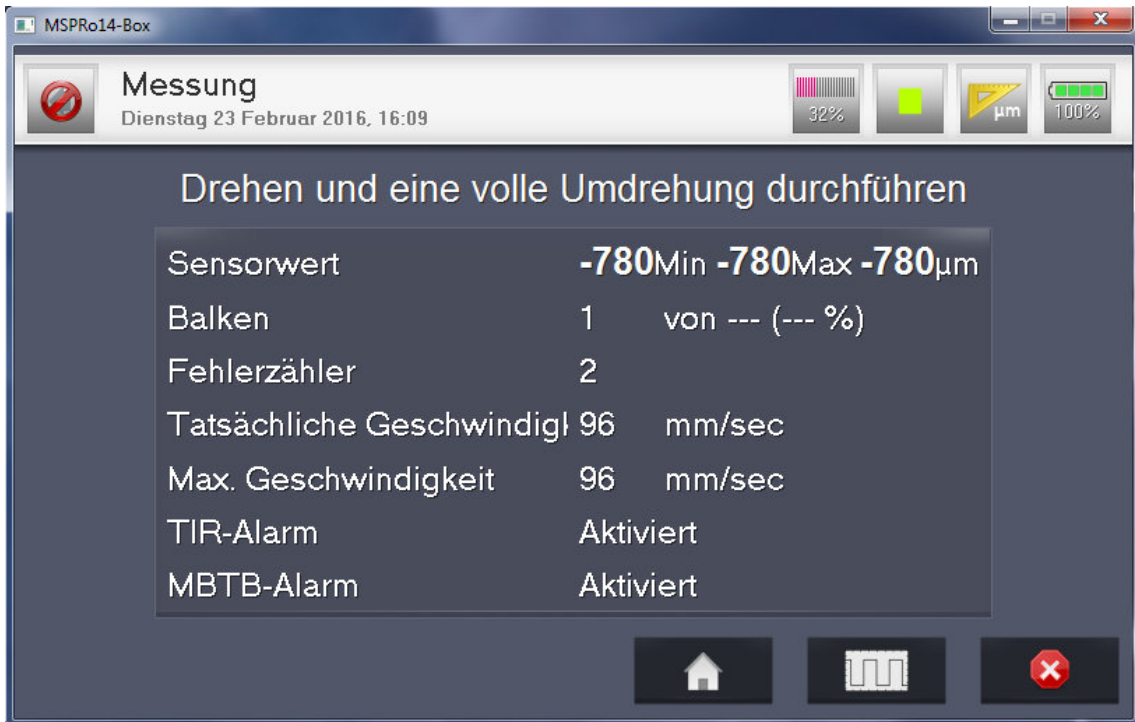 MSPRo14-Box
Messung
Dienstag 23 Februar 2016, 16:09
32%
µm
100%
Drehen und eine volle Umdrehung durchführen
Sensorwert -780Min -780Max -780µm
Balken 1 von --- (--- %)
Fehlerzähler 2
Tatsächliche Geschwindigl 96 mm/sec
Max. Geschwindigkeit 96 mm/sec
TIR-Alarm Aktiviert
MBTB-Alarm Aktiviert